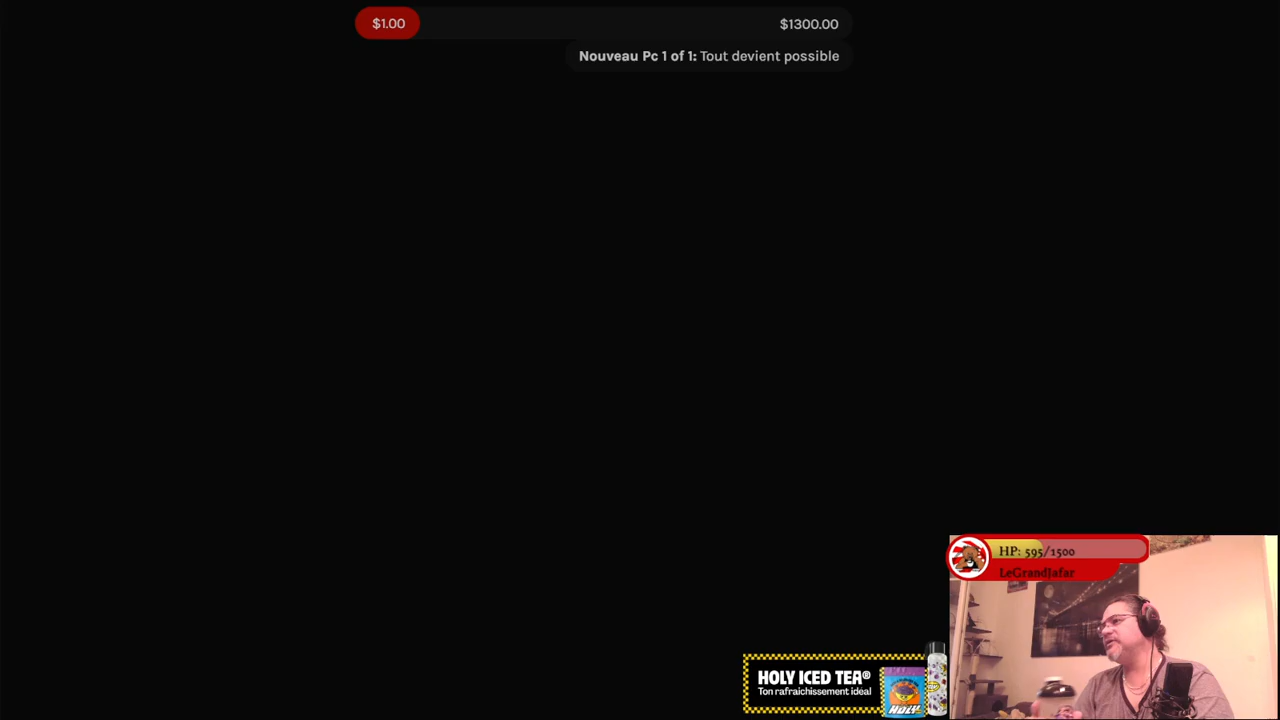 $1.00 $1300.00
Nouveau Pc 1 of 1: Tout devient possible
HP: 595/1500
LeGrandJafar
HOLY ICED TEA®
Ton rafraichissement idéal
HOLY